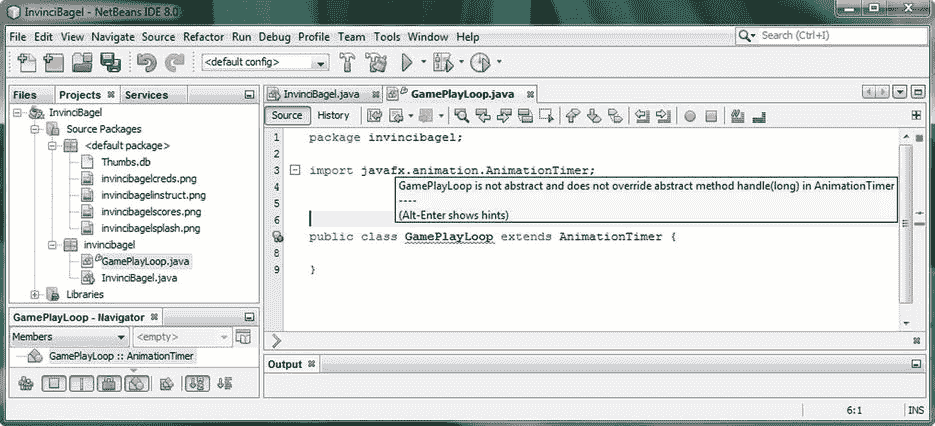 InvinciBagel - NetBeans IDE 8.0
File Edit View Navigate Source Refactor Run Debug Profile Team Tools Window Help
Search (Ctrl+I)
<default config>
Files Projects Services
InvinciBagel
Source Packages
<default package>
Thumbs.db
invincibagelcreds.png
invincibagelinstruct.png
invincibagelscores.png
invincibagelsplash.png
invincibagel
GamePlayLoop.java
InvinciBagel.java
Libraries
GamePlayLoop - Navigator
Members <empty>
GamePlayLoop :: AnimationTimer
InvinciBagel.java GamePlayLoop.java
Source History
1 package invincibagel;
2
3 import javafx.animation.AnimationTimer;
4
GamePlayLoop is not abstract and does not override abstract method handle(long) in AnimationTimer
----
(Alt-Enter shows hints)
6
public class GamePlayLoop extends AnimationTimer {
8
9 }
Output
6:1 INS